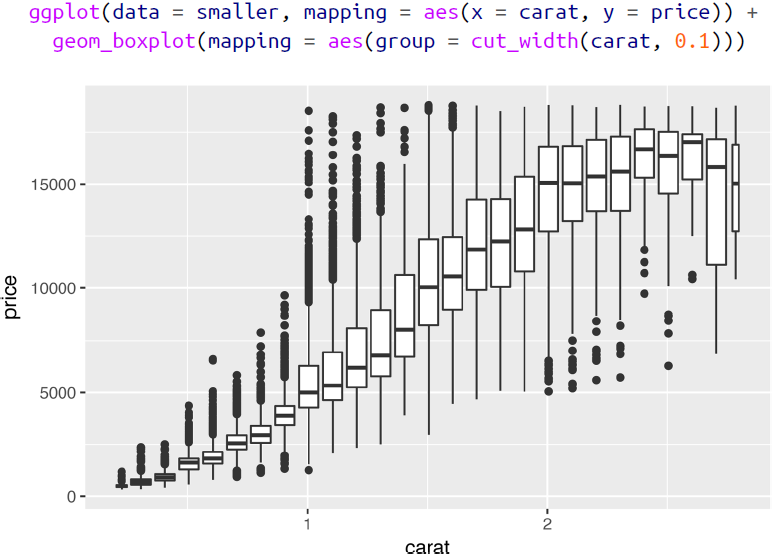 ggplot(data = smaller, mapping = aes(x = carat, y = price)) +
geom_boxplot(mapping = aes(group = cut_width(carat, 0.1)))
15000
10000
5000
0
price
1 2
carat